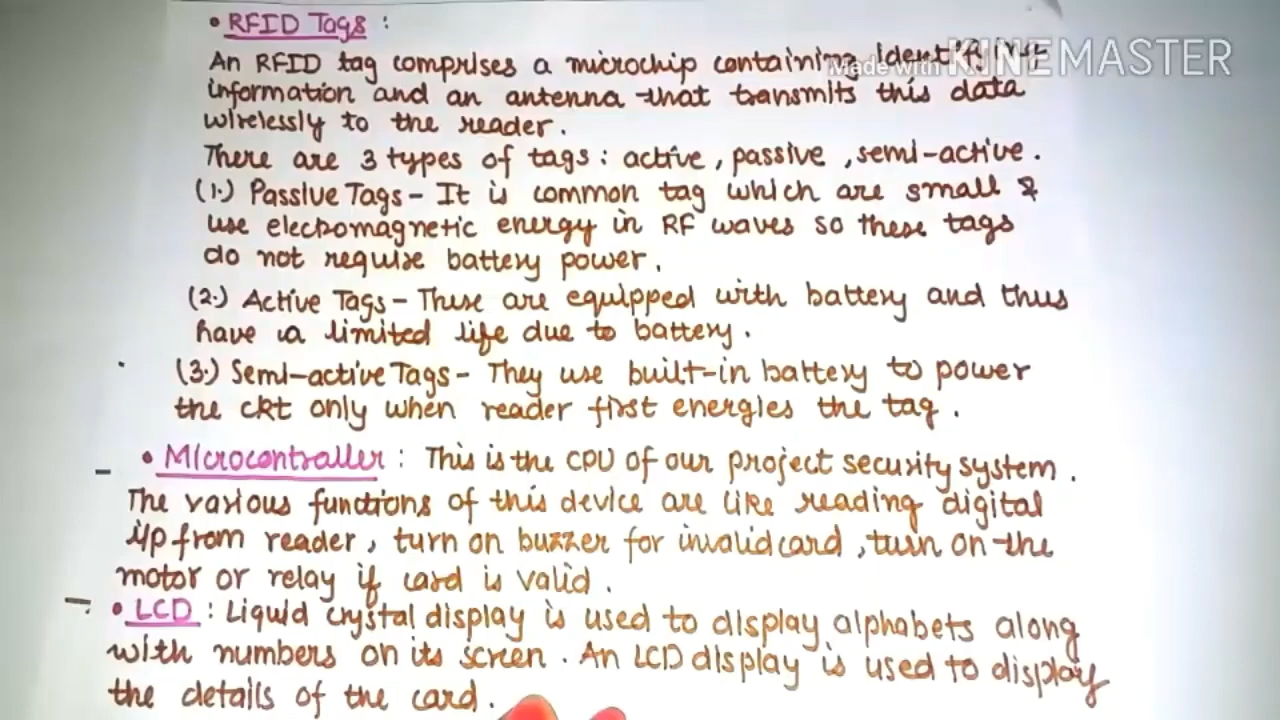 • RFID Tags :
Made with KINEMASTER
An RFID tag comprises a microchip containing
information and an antenna that transmits this data
wirelessly to the reader.
There are 3 types of tags : active, passive, semi-active.
(1.) Passive Tags - It is common tag which are small &
use electromagnetic energy in RF waves so these tags
do not require battery power.
(2.) Active Tags - These are equipped with battery and thus
have a limited life due to battery.
(3.) Semi-active Tags - They use built-in battery to power
the ckt only when reader first energies the tag.
• Microcontroller : This is the CPU of our project security system.
The various functions of this device are like reading digital
i/p from reader, turn on buzzer for invalid card, turn on the
motor or relay if card is valid.
• LCD : Liquid crystal display is used to display alphabets along
with numbers on its screen. An LCD display is used to display
the details of the card.